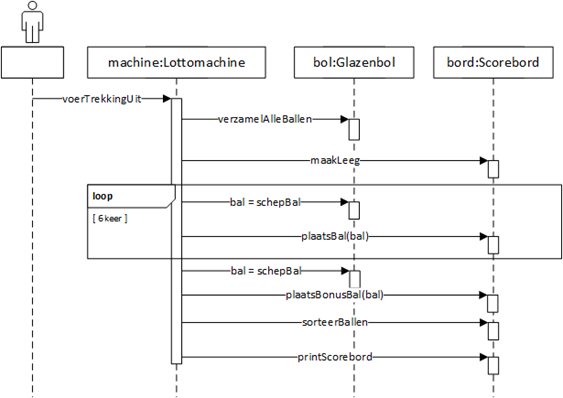 machine:Lottomachine
bol:Glazenbol
bord:Scorebord
voerTrekkingUit
verzamelAlleBallen
maakLeeg
loop
[ 6 keer ]
bal = schepBal
plaatsBal(bal)
bal = schepBal
plaatsBonusBal(bal)
sorteerBallen
printScorebord